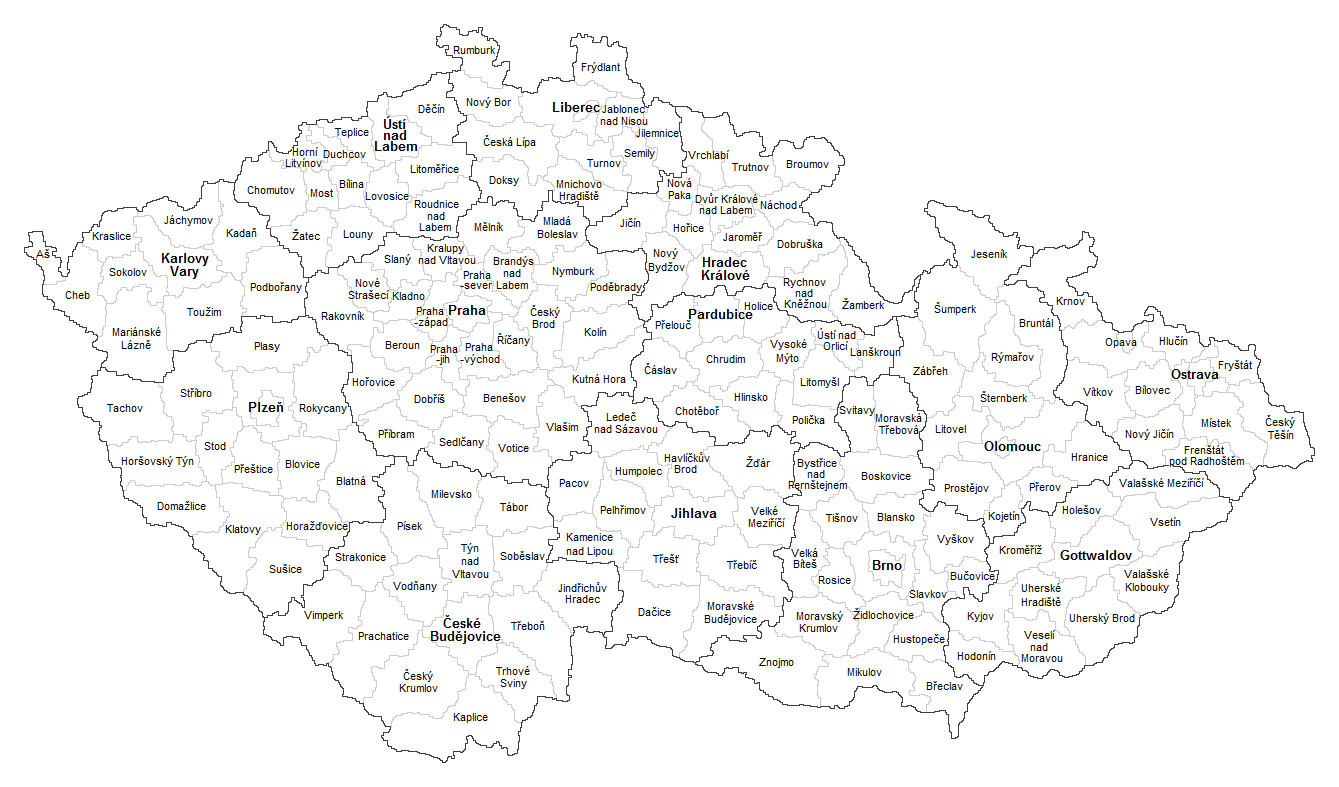 Rumburk
Frýdlant
Nový Bor
Děčín
Liberec
Jablonec
nad Nisou
Ústí
nad
Labem
Teplice
Jilemnice
Česká Lípa
Horní
Litvínov
Duchcov
Semily
Turnov
Vrchlabí
Trutnov
Broumov
Litoměřice
Doksy
Mnichovo
Hradiště
Nová
Paka
Chomutov
Most
Bílina
Lovosice
Roudnice
nad
Labem
Dvůr Králové
nad Labem
Náchod
Jáchymov
Kraslice
Kadaň
Žatec
Louny
Mělník
Mladá
Boleslav
Jičín
Hořice
Jaroměř
Dobruška
Aš
Karlovy
Vary
Sokolov
Slaný
Kralupy
nad Vltavou
Brandýs
nad
Labem
Nový
Bydžov
Hradec
Králové
Jeseník
Cheb
Podbořany
Nové
Strašecí
Kladno
Praha
-sever
Nymburk
Poděbrady
Rychnov
nad
Kněžnou
Žamberk
Krnov
Toužim
Rakovník
Praha
-západ
Praha
Český
Brod
Pardubice
Holice
Přelouč
Šumperk
Bruntál
Mariánské
Lázně
Plasy
Beroun
Praha
-jih
Praha
-východ
Říčany
Kolín
Vysoké
Mýto
Ústí nad
Orlicí
Lanškroun
Opava
Hlučín
Chrudim
Rýmařov
Ostrava
Fryštát
Čáslav
Zábřeh
Hořovice
Kutná Hora
Litomyšl
Vítkov
Bílovec
Stříbro
Tachov
Plzeň
Rokycany
Dobříš
Benešov
Hlinsko
Šternberk
Chotěboř
Ledeč
nad Sázavou
Polička
Svitavy
Moravská
Třebová
Litovel
Místek
Český
Těšín
Příbram
Sedlčany
Votice
Vlašim
Nový Jičín
Stod
Olomouc
Frenštát
pod Radhoštěm
Horšovský Týn
Přeštice
Blovice
Hranice
Havlíčkův
Brod
Humpolec
Žďár
Bystřice
nad
Pernštejnem
Boskovice
Blatná
Pacov
Valašské Meziříčí
Prostějov
Přerov
Domažlice
Milevsko
Tábor
Pelhřimov
Jihlava
Velké
Meziříčí
Tišnov
Blansko
Kojetín
Holešov
Vsetín
Klatovy
Horažďovice
Písek
Vyškov
Kamenice
nad Lipou
Kroměříž
Gottwaldov
Strakonice
Týn
nad
Vltavou
Soběslav
Třešť
Třebíč
Velká
Bíteš
Brno
Sušice
Rosice
Bučovice
Valašské
Klobouky
Vodňany
Jindřichův
Hradec
Slavkov
Uherské
Hradiště
Vimperk
Dačice
Moravské
Budějovice
Moravský
Krumlov
Židlochovice
Kyjov
Uherský Brod
Prachatice
České
Budějovice
Třeboň
Hustopeče
Veselí
nad
Moravou
Hodonín
Znojmo
Mikulov
Český
Krumlov
Trhové
Sviny
Břeclav
Kaplice